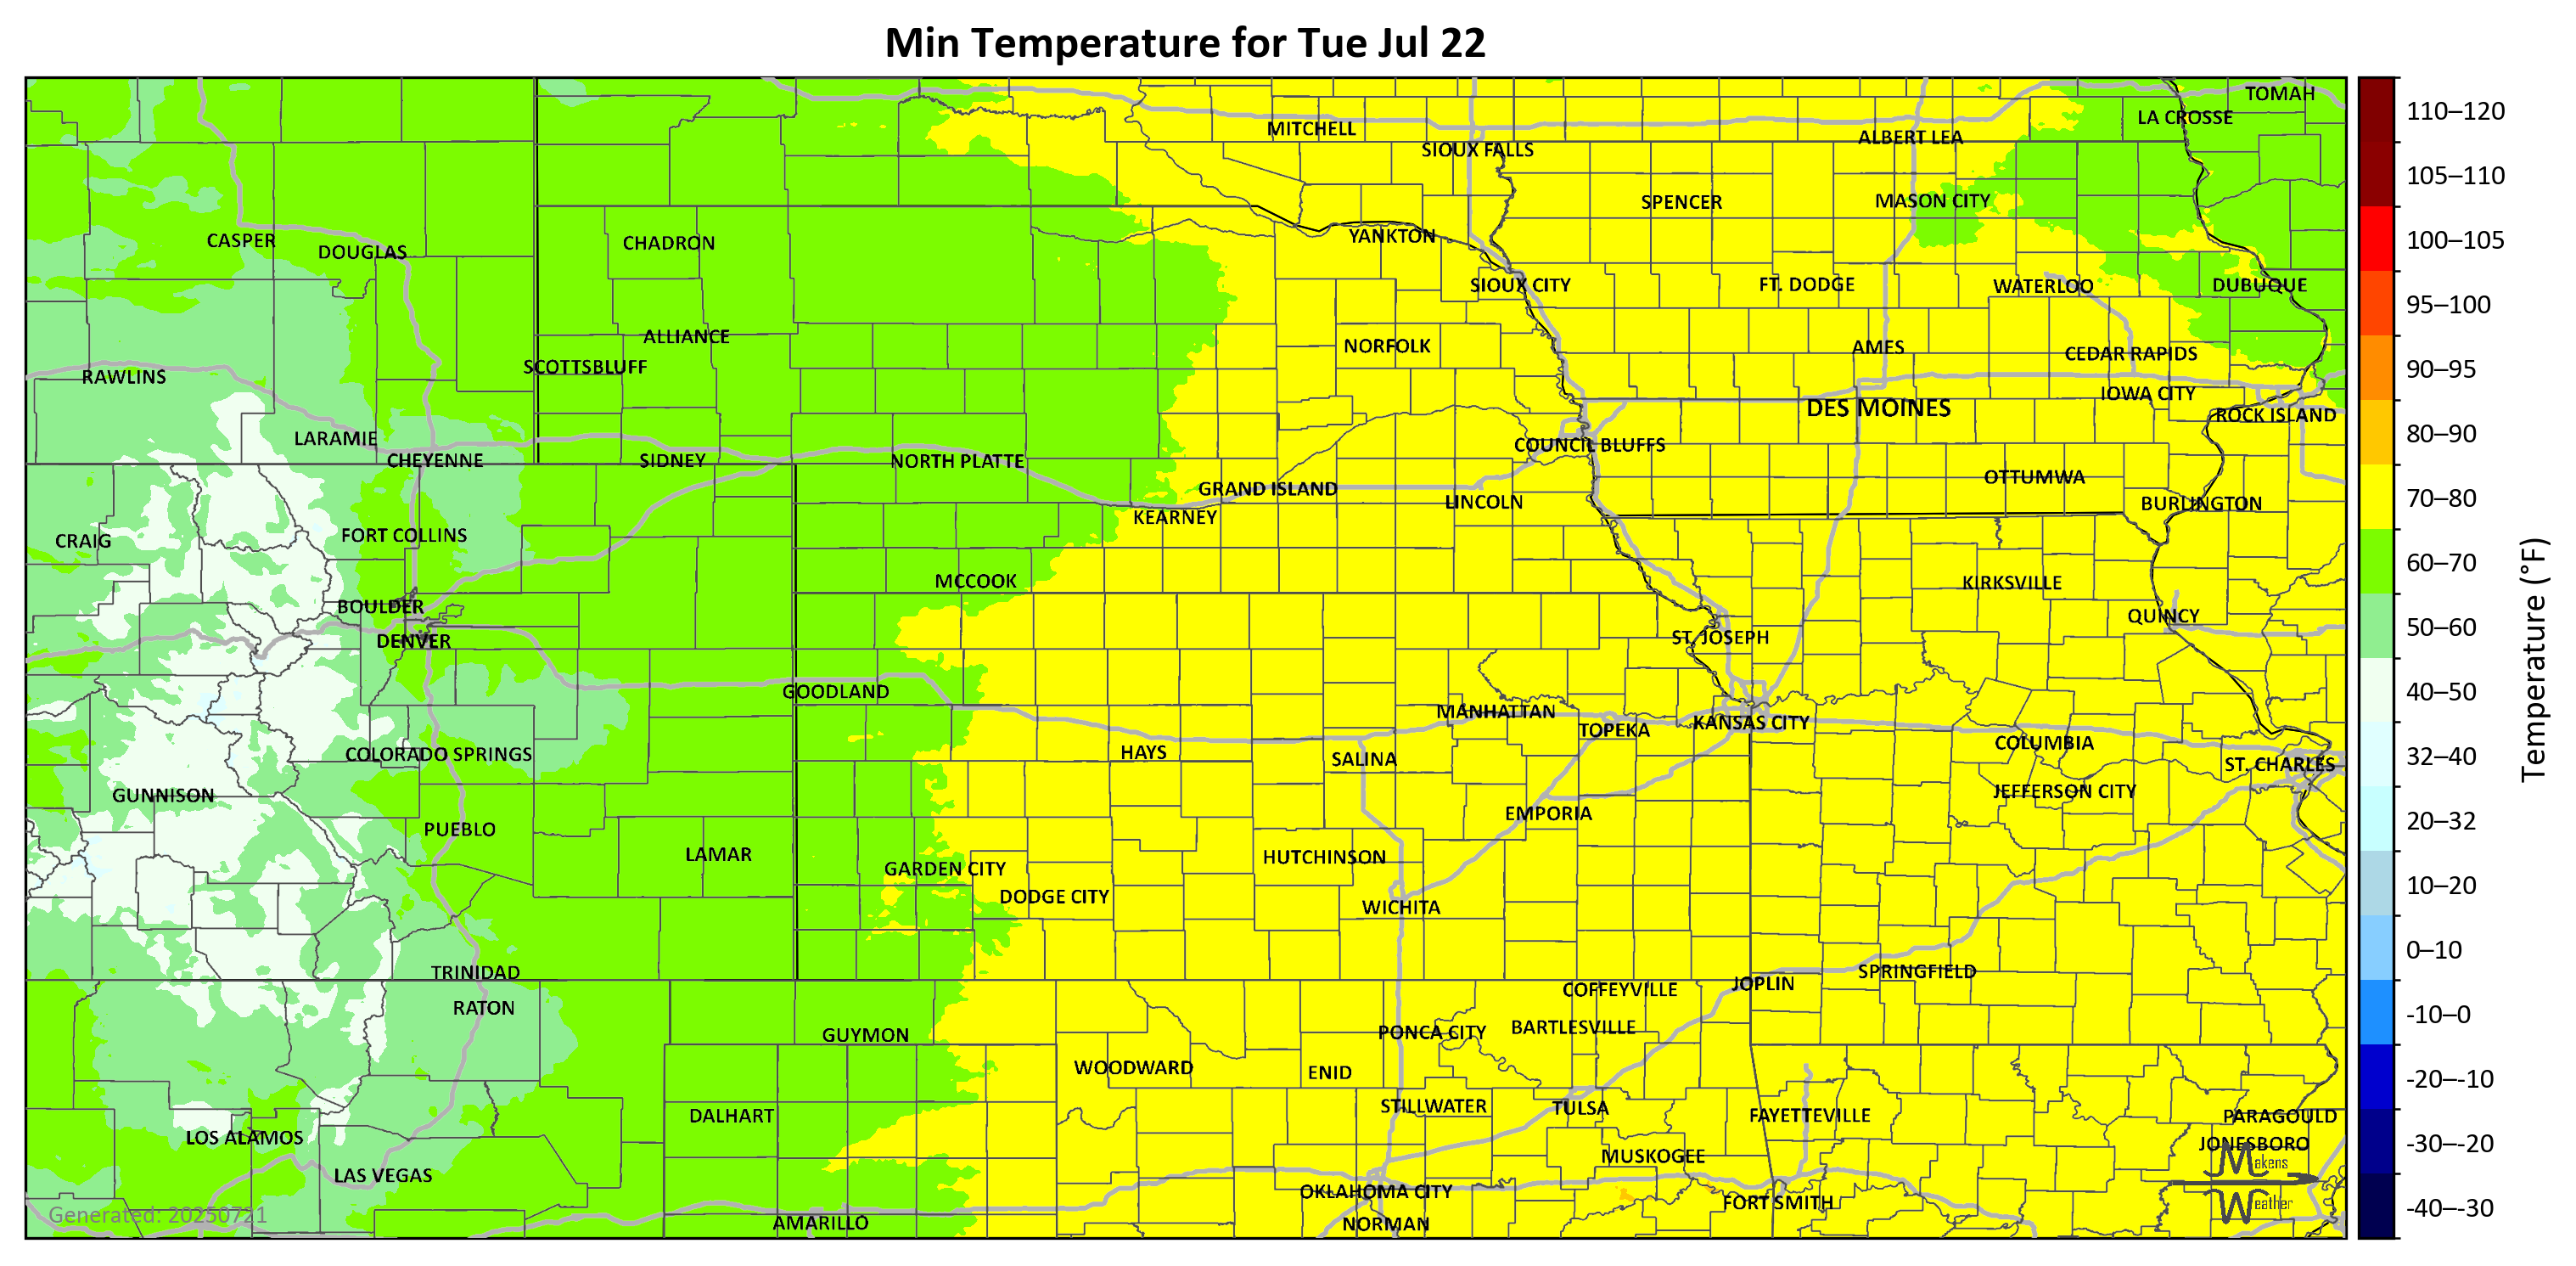 Min Temperature for Tue Jul 22
TOMAH
LA CROSSE
MITCHELL
ALBERT LEA
SIOUX FALLS
SPENCER
MASON CITY
CASPER
DOUGLAS
CHADRON
YANKTON
SIOUX CITY
FT. DODGE
WATERLOO
DUBUQUE
ALLIANCE
NORFOLK
AMES
CEDAR RAPIDS
SCOTTSBLUFF
RAWLINS
IOWA CITY
DES MOINES
ROCK ISLAND
LARAMIE
COUNCIL BLUFFS
CHEYENNE
SIDNEY
NORTH PLATTE
OTTUMWA
GRAND ISLAND
LINCOLN
BURLINGTON
KEARNEY
FORT COLLINS
CRAIG
MCCOOK
KIRKSVILLE
BOULDER
QUINCY
DENVER
ST. JOSEPH
GOODLAND
MANHATTAN
KANSAS CITY
TOPEKA
COLUMBIA
HAYS
COLORADO SPRINGS
SALINA
ST. CHARLES
GUNNISON
JEFFERSON CITY
EMPORIA
PUEBLO
LAMAR
HUTCHINSON
GARDEN CITY
DODGE CITY
WICHITA
TRINIDAD
SPRINGFIELD
JOPLIN
COFFEYVILLE
RATON
BARTLESVILLE
PONCA CITY
GUYMON
WOODWARD
ENID
STILLWATER
TULSA
DALHART
FAYETTEVILLE
PARAGOULD
LOS ALAMOS
JONESBORO
MUSKOGEE
LAS VEGAS
OKLAHOMA CITY
FORT SMITH
AMARILLO
NORMAN
Generated: 20250721
Makens
Weather
110–120
105–110
100–105
95–100
90–95
80–90
70–80
60–70
50–60
40–50
32–40
20–32
10–20
0–10
-10–0
-20–-10
-30–-20
-40–-30
Temperature (°F)